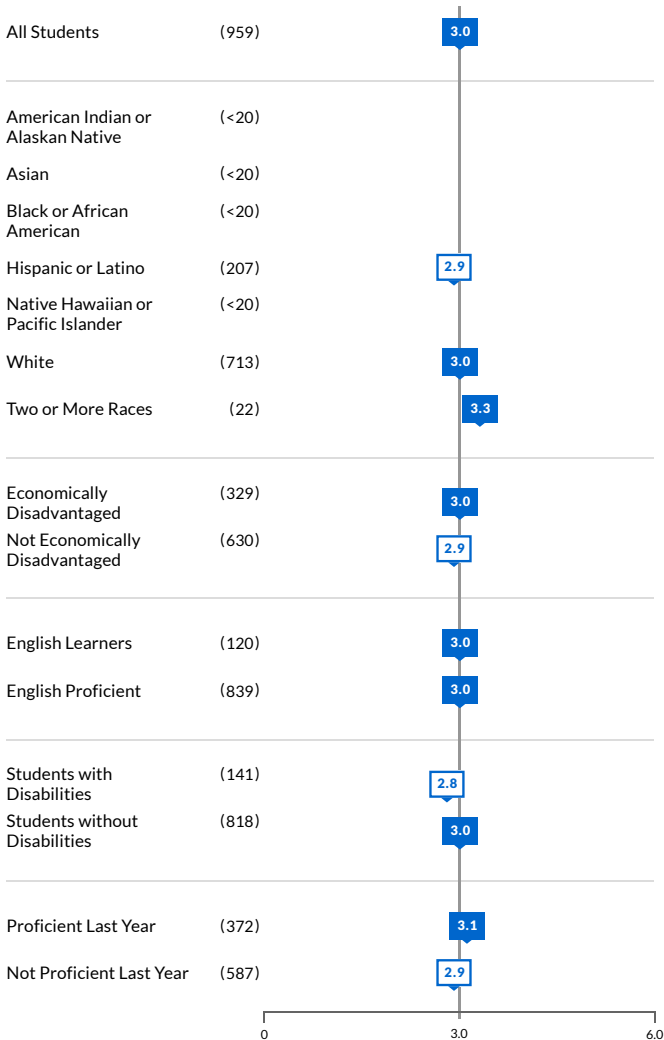 All Students (959) 3.0
American Indian or (<20)
Alaskan Native
Asian (<20)
Black or African (<20)
American
Hispanic or Latino (207) 2.9
Native Hawaiian or (<20)
Pacific Islander
White (713) 3.0
Two or More Races (22) 3.3
Economically (329) 3.0
Disadvantaged
Not Economically (630) 2.9
Disadvantaged
English Learners (120) 3.0
English Proficient (839) 3.0
Students with (141) 2.8
Disabilities
Students without (818) 3.0
Disabilities
Proficient Last Year (372) 3.1
Not Proficient Last Year (587) 2.9
0 3.0 6.0